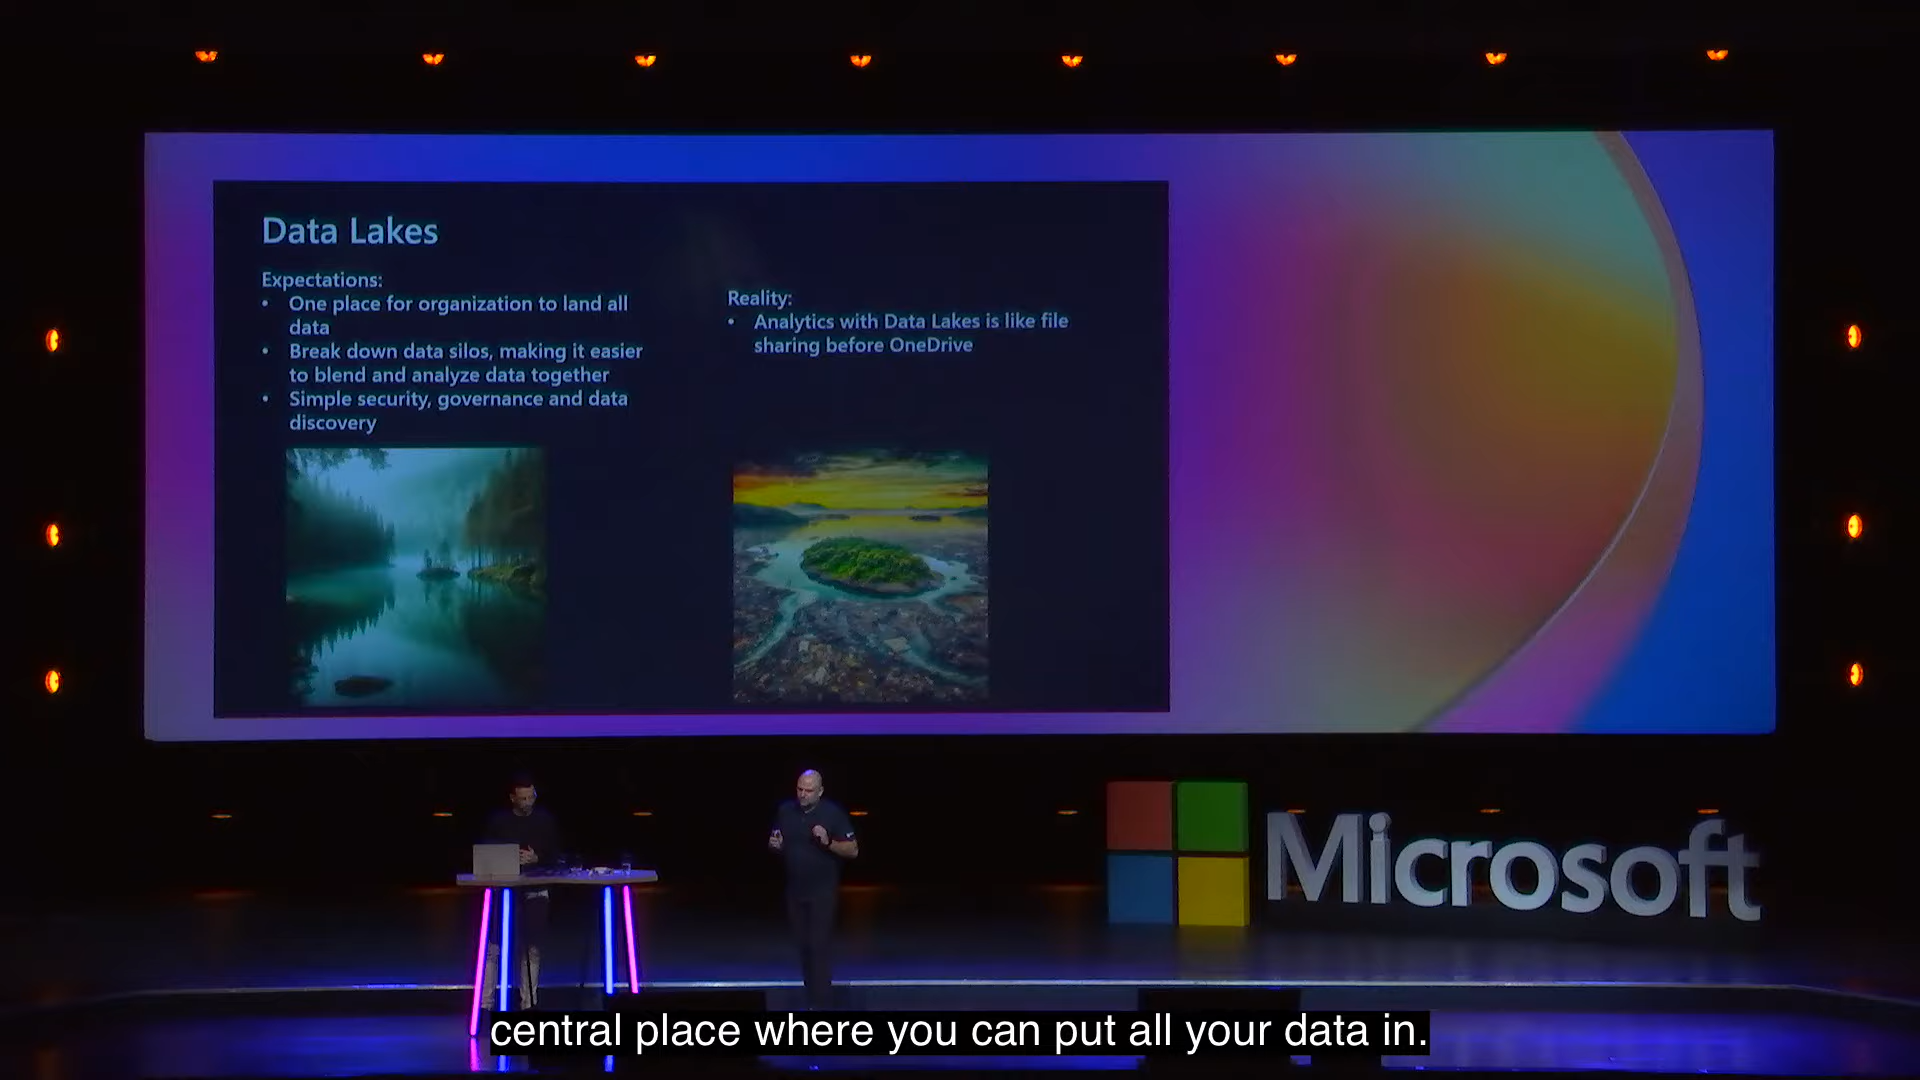 Data Lakes
Expectations:
• One place for organization to land all
data
• Break down data silos, making it easier
to blend and analyze data together
• Simple security, governance and data
discovery
Reality:
• Analytics with Data Lakes is like file
sharing before OneDrive
Microsoft
central place where you can put all your data in.